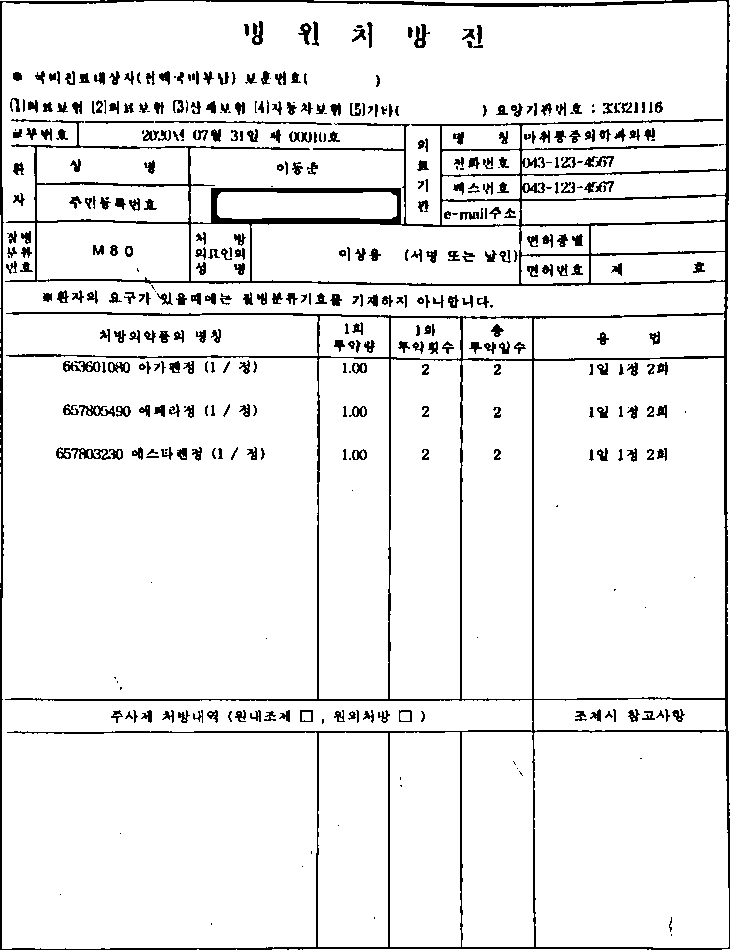 병 원 처 방 전
※ 국비진료대상자(전액국비부담) 보훈번호( )
(1)의료보험 (2)의료보험 (3)산재보험 (4)자동차보험 (5)기타( ) 요양기관번호 : 33321116
교부번호 2020년 07월 31일 제 00010호
의료기관 명 칭 마취통증의학과의원
환자 성 명 이동준
전화번호 043-123-4567
팩스번호 043-123-4567
주민등록번호
e-mail주소
질병분류번호 M80
처 방 의료인의 성 명 이상용 (서명 또는 날인)
면허종별
면허번호 제 호
※환자의 요구가 있을때에는 질병분류기호를 기재하지 아니합니다.
처방의약품의 명칭 1회 투약량 1일 투약횟수 총 투약일수 용 법
663601080 아가펜정 (1 / 정) 1.00 2 2 1일 1정 2회
657805490 에페라정 (1 / 정) 1.00 2 2 1일 1정 2회
657803230 에스타렌정 (1 / 정) 1.00 2 2 1일 1정 2회
주사제 처방내역 (원내조제 □ , 원외처방 □ ) 조제시 참고사항